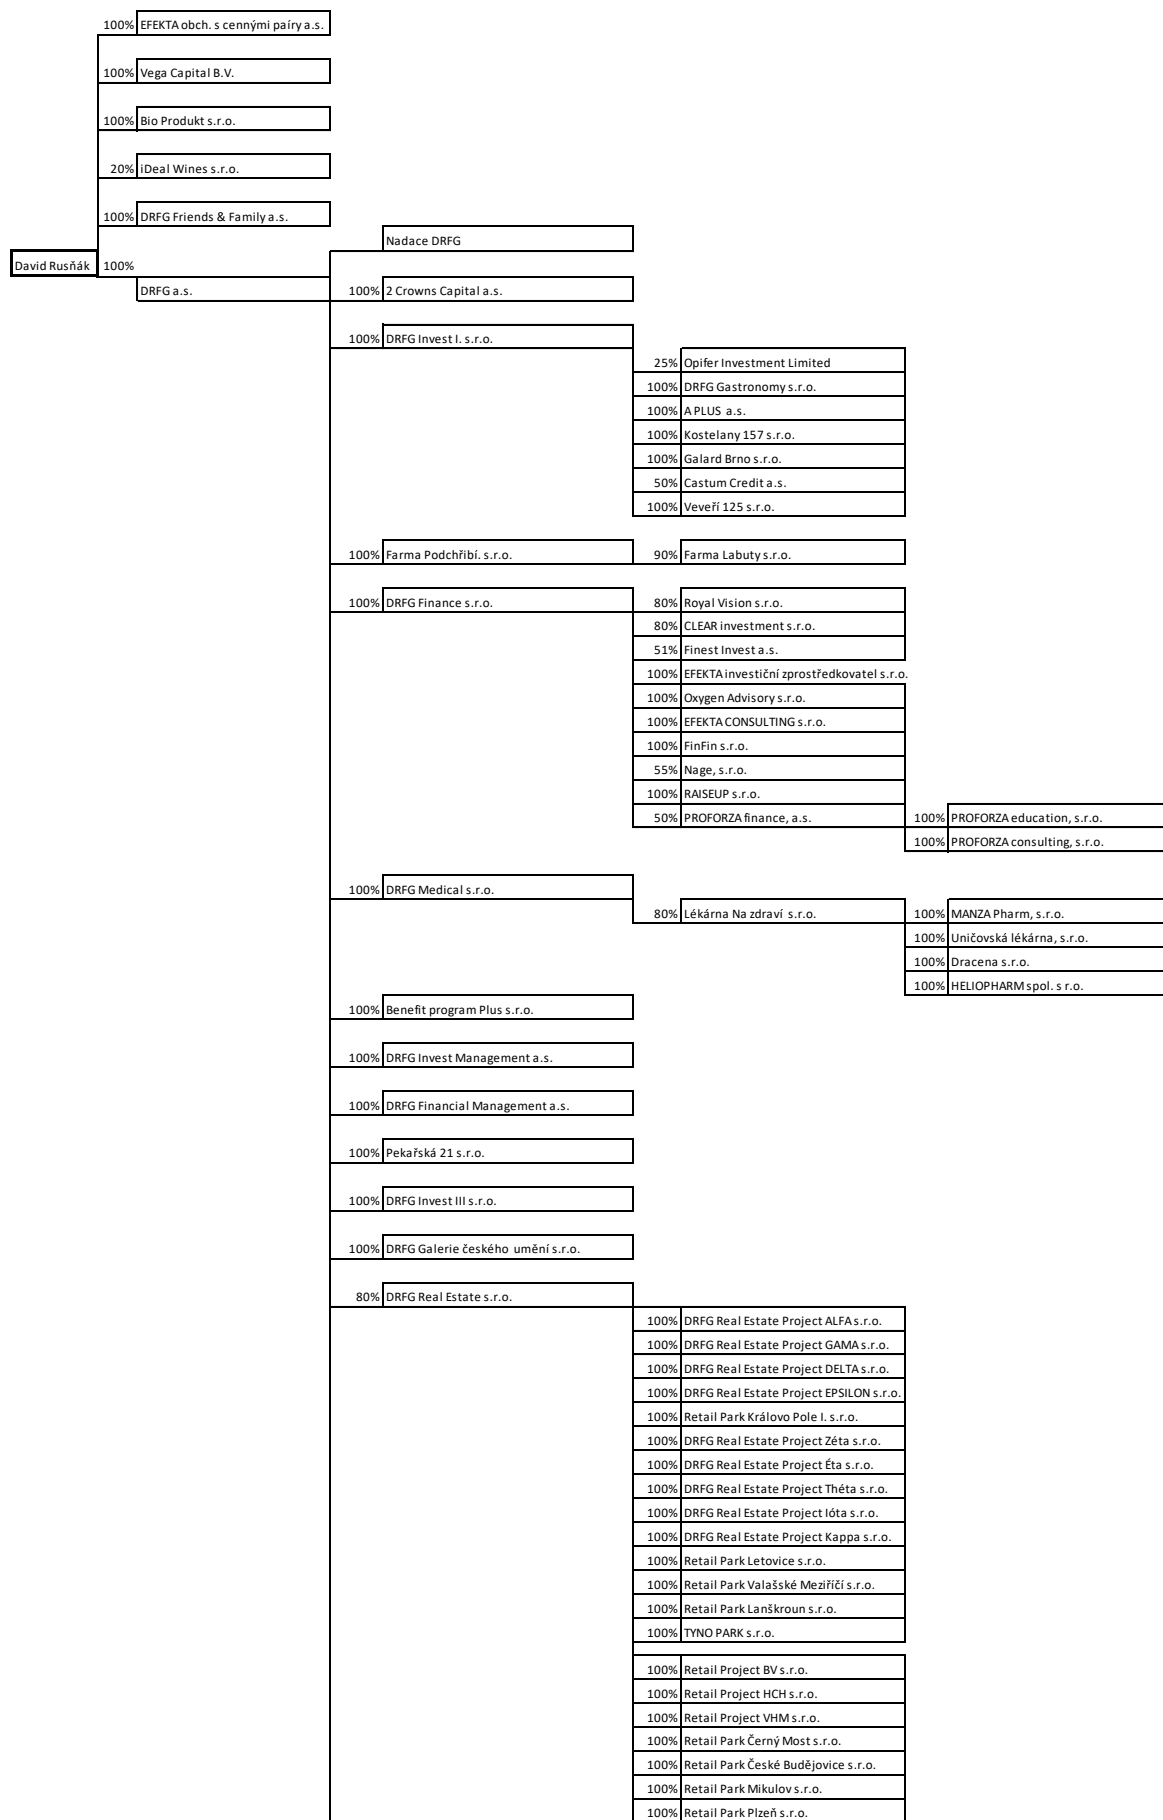 100% EFEKTA obch. s cennými paíry a.s.
100% Vega Capital B.V.
100% Bio Produkt s.r.o.
20% iDeal Wines s.r.o.
100% DRFG Friends & Family a.s.
Nadace DRFG
David Rusňák 100%
DRFG a.s. 100% 2 Crowns Capital a.s.
100% DRFG Invest I. s.r.o.
25% Opifer Investment Limited
100% DRFG Gastronomy s.r.o.
100% A PLUS a.s.
100% Kostelany 157 s.r.o.
100% Galard Brno s.r.o.
50% Castum Credit a.s.
100% Veveří 125 s.r.o.
100% Farma Podchřibí. s.r.o. 90% Farma Labuty s.r.o.
100% DRFG Finance s.r.o. 80% Royal Vision s.r.o.
80% CLEAR investment s.r.o.
51% Finest Invest a.s.
100% EFEKTA investiční zprostředkovatel s.r.o.
100% Oxygen Advisory s.r.o.
100% EFEKTA CONSULTING s.r.o.
100% FinFin s.r.o.
55% Nage, s.r.o.
100% RAISEUP s.r.o.
50% PROFORZA finance, a.s. 100% PROFORZA education, s.r.o.
100% PROFORZA consulting, s.r.o.
100% DRFG Medical s.r.o.
80% Lékárna Na zdraví s.r.o. 100% MANZA Pharm, s.r.o.
100% Uničovská lékárna, s.r.o.
100% Dracena s.r.o.
100% HELIOPHARM spol. s r.o.
100% Benefit program Plus s.r.o.
100% DRFG Invest Management a.s.
100% DRFG Financial Management a.s.
100% Pekařská 21 s.r.o.
100% DRFG Invest III s.r.o.
100% DRFG Galerie českého umění s.r.o.
80% DRFG Real Estate s.r.o.
100% DRFG Real Estate Project ALFA s.r.o.
100% DRFG Real Estate Project GAMA s.r.o.
100% DRFG Real Estate Project DELTA s.r.o.
100% DRFG Real Estate Project EPSILON s.r.o.
100% Retail Park Královo Pole I. s.r.o.
100% DRFG Real Estate Project Zéta s.r.o.
100% DRFG Real Estate Project Éta s.r.o.
100% DRFG Real Estate Project Théta s.r.o.
100% DRFG Real Estate Project Ióta s.r.o.
100% DRFG Real Estate Project Kappa s.r.o.
100% Retail Park Letovice s.r.o.
100% Retail Park Valašské Meziříčí s.r.o.
100% Retail Park Lanškroun s.r.o.
100% TYNO PARK s.r.o.
100% Retail Project BV s.r.o.
100% Retail Project HCH s.r.o.
100% Retail Project VHM s.r.o.
100% Retail Park Černý Most s.r.o.
100% Retail Park České Budějovice s.r.o.
100% Retail Park Mikulov s.r.o.
100% Retail Park Plzeň s.r.o.